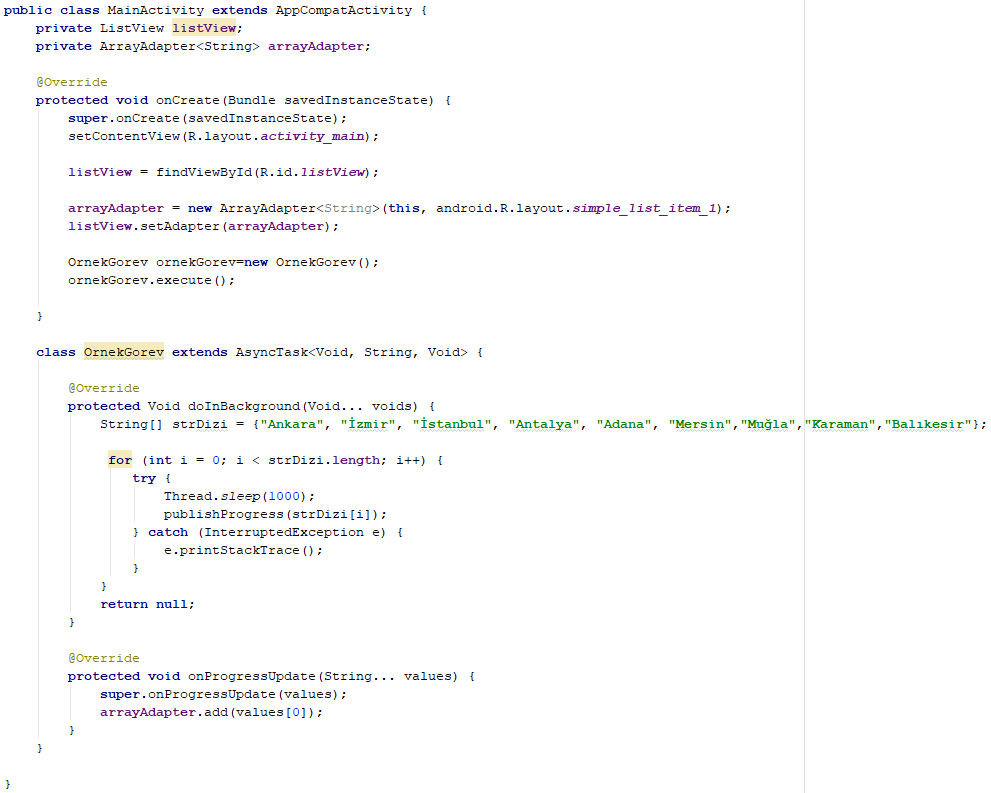 public class MainActivity extends AppCompatActivity {
private ListView listView;
private ArrayAdapter<String> arrayAdapter;
@Override
protected void onCreate(Bundle savedInstanceState) {
super.onCreate(savedInstanceState);
setContentView(R.layout.activity_main);
listView = findViewById(R.id.listView);
arrayAdapter = new ArrayAdapter<String>(this, android.R.layout.simple_list_item_1);
listView.setAdapter(arrayAdapter);
OrnekGorev ornekGorev=new OrnekGorev();
ornekGorev.execute();
}
class OrnekGorev extends AsyncTask<Void, String, Void> {
@Override
protected Void doInBackground(Void... voids) {
String[] strDizi = {"Ankara", "İzmir", "İstanbul", "Antalya", "Adana", "Mersin","Muğla","Karaman","Balıkesir"};
for (int i = 0; i < strDizi.length; i++) {
try {
Thread.sleep(1000);
publishProgress(strDizi[i]);
} catch (InterruptedException e) {
e.printStackTrace();
}
}
return null;
}
@Override
protected void onProgressUpdate(String... values) {
super.onProgressUpdate(values);
arrayAdapter.add(values[0]);
}
}
}